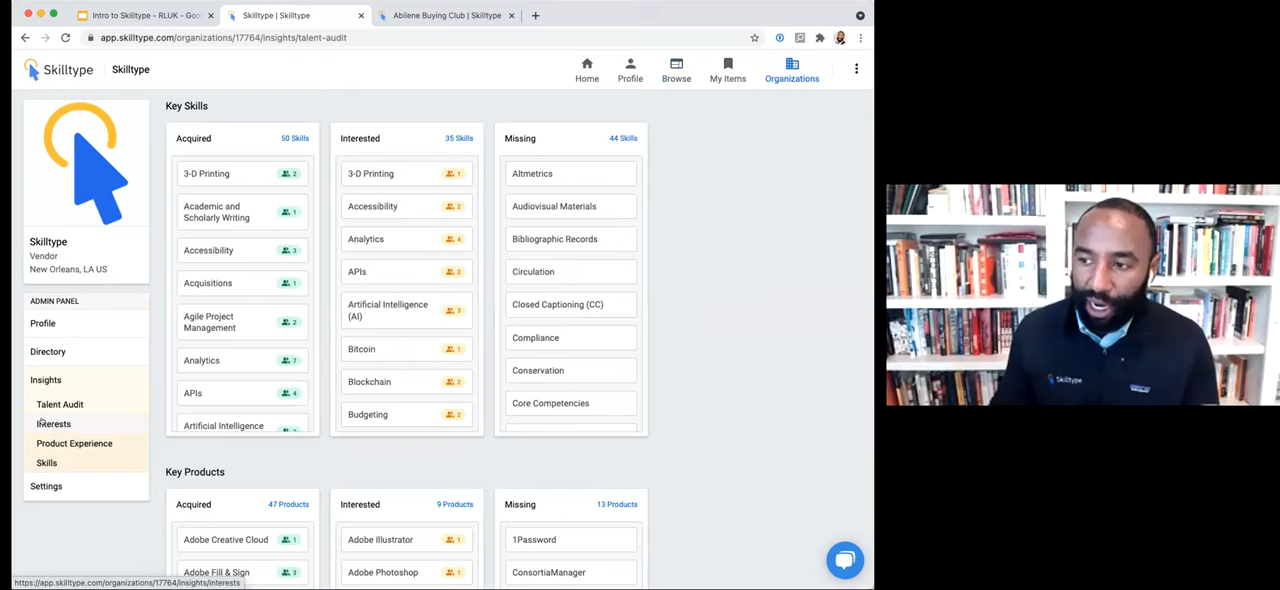 Intro to Skilltype - RLUK - Goo
Skilltype | Skilltype
Abilene Buying Club | Skilltype
app.skilltype.com/organizations/17764/insights/talent-audit
Skilltype
Skilltype
Home
Profile
Browse
My Items
Organizations
Skilltype
Vendor
New Orleans, LA US
ADMIN PANEL
Profile
Directory
Insights
Talent Audit
Interests
Product Experience
Skills
Settings
Key Skills
Acquired 50 Skills
3-D Printing 2
Academic and
Scholarly Writing 1
Accessibility 3
Acquisitions 1
Agile Project
Management 2
Analytics 7
APIs 4
Artificial Intelligence
Interested 35 Skills
3-D Printing 1
Accessibility 2
Analytics 4
APIs 2
Artificial Intelligence
(AI) 3
Bitcoin 1
Blockchain 2
Budgeting 2
Missing 44 Skills
Altmetrics
Audiovisual Materials
Bibliographic Records
Circulation
Closed Captioning (CC)
Compliance
Conservation
Core Competencies
Key Products
Acquired 47 Products
Adobe Creative Cloud 1
Adobe Fill & Sign 3
Interested 9 Products
Adobe Illustrator 1
Adobe Photoshop 1
Missing 13 Products
1Password
ConsortiaManager
https://app.skilltype.com/organizations/17764/insights/interests
Skilltype